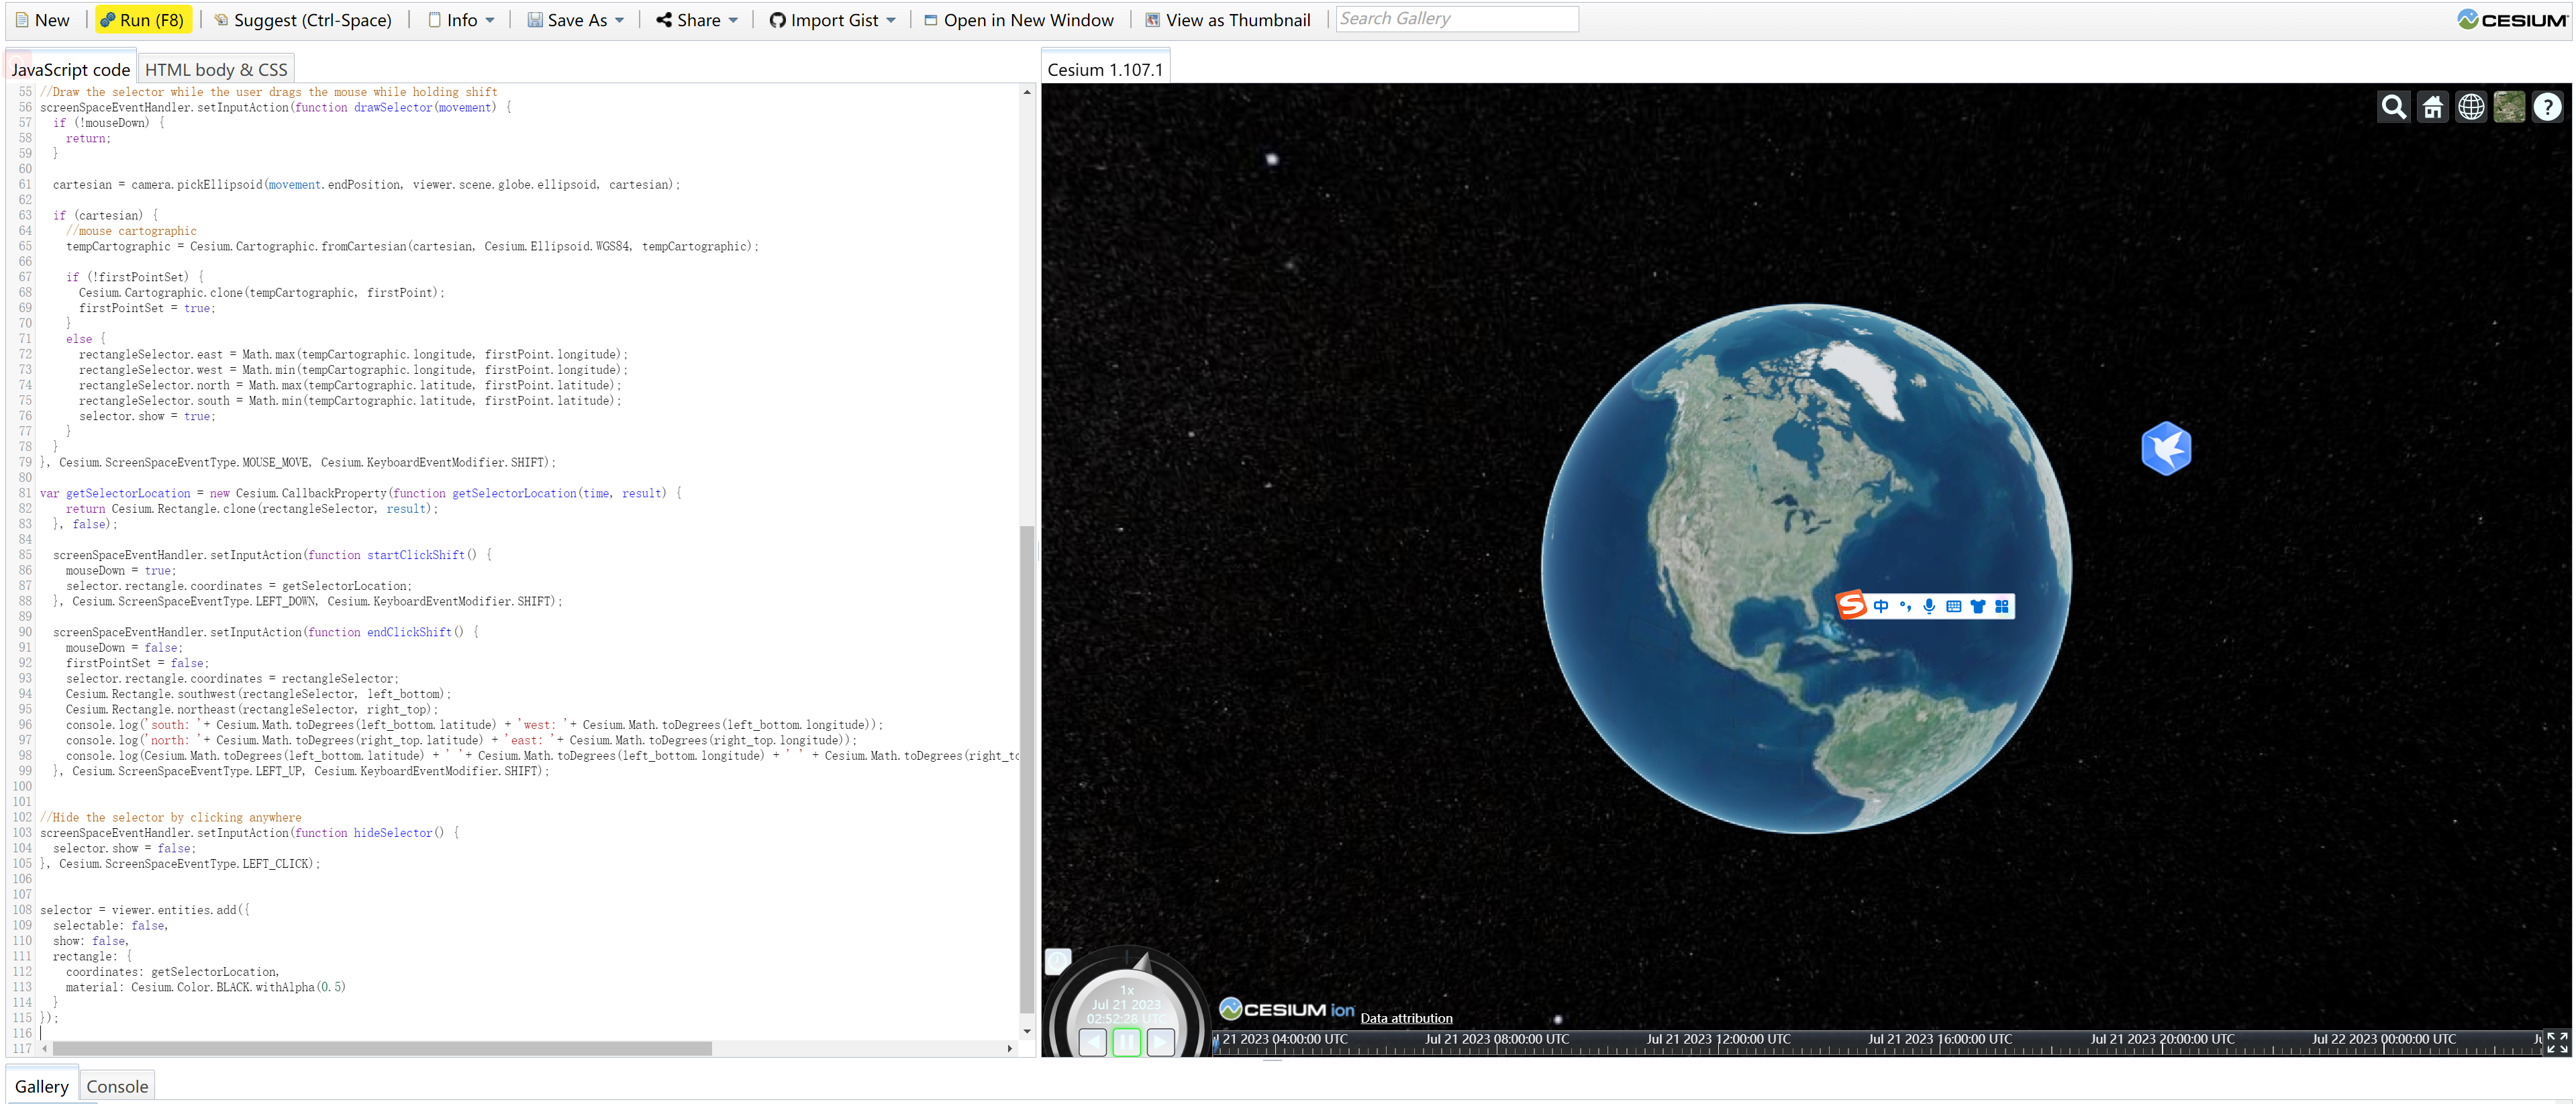 New Run (F8) Suggest (Ctrl-Space) Info Save As Share Import Gist Open in New Window View as Thumbnail Search Gallery CESIUM
JavaScript code HTML body & CSS
55 //Draw the selector while the user drags the mouse while holding shift
56 screenSpaceEventHandler.setInputAction(function drawSelector(movement) {
57 if (!mouseDown) {
58 return;
59 }
60
61 cartesian = camera.pickEllipsoid(movement.endPosition, viewer.scene.globe.ellipsoid, cartesian);
62
63 if (cartesian) {
64 //mouse cartographic
65 tempCartographic = Cesium.Cartographic.fromCartesian(cartesian, Cesium.Ellipsoid.WGS84, tempCartographic);
66
67 if (!firstPointSet) {
68 Cesium.Cartographic.clone(tempCartographic, firstPoint);
69 firstPointSet = true;
70 }
71 else {
72 rectangleSelector.east = Math.max(tempCartographic.longitude, firstPoint.longitude);
73 rectangleSelector.west = Math.min(tempCartographic.longitude, firstPoint.longitude);
74 rectangleSelector.north = Math.max(tempCartographic.latitude, firstPoint.latitude);
75 rectangleSelector.south = Math.min(tempCartographic.latitude, firstPoint.latitude);
76 selector.show = true;
77 }
78 }
79 }, Cesium.ScreenSpaceEventType.MOUSE_MOVE, Cesium.KeyboardEventModifier.SHIFT);
80
81 var getSelectorLocation = new Cesium.CallbackProperty(function getSelectorLocation(time, result) {
82 return Cesium.Rectangle.clone(rectangleSelector, result);
83 }, false);
84
85 screenSpaceEventHandler.setInputAction(function startClickShift() {
86 mouseDown = true;
87 selector.rectangle.coordinates = getSelectorLocation;
88 }, Cesium.ScreenSpaceEventType.LEFT_DOWN, Cesium.KeyboardEventModifier.SHIFT);
89
90 screenSpaceEventHandler.setInputAction(function endClickShift() {
91 mouseDown = false;
92 firstPointSet = false;
93 selector.rectangle.coordinates = rectangleSelector;
94 Cesium.Rectangle.southwest(rectangleSelector, left_bottom);
95 Cesium.Rectangle.northeast(rectangleSelector, right_top);
96 console.log('south: '+ Cesium.Math.toDegrees(left_bottom.latitude) + 'west: '+ Cesium.Math.toDegrees(left_bottom.longitude));
97 console.log('north: '+ Cesium.Math.toDegrees(right_top.latitude) + 'east: '+ Cesium.Math.toDegrees(right_top.longitude));
98 console.log(Cesium.Math.toDegrees(left_bottom.latitude) + ' '+ Cesium.Math.toDegrees(left_bottom.longitude) + ' ' + Cesium.Math.toDegrees(right_to
99 }, Cesium.ScreenSpaceEventType.LEFT_UP, Cesium.KeyboardEventModifier.SHIFT);
100
101
102 //Hide the selector by clicking anywhere
103 screenSpaceEventHandler.setInputAction(function hideSelector() {
104 selector.show = false;
105 }, Cesium.ScreenSpaceEventType.LEFT_CLICK);
106
107
108 selector = viewer.entities.add({
109 selectable: false,
110 show: false,
111 rectangle: {
112 coordinates: getSelectorLocation,
113 material: Cesium.Color.BLACK.withAlpha(0.5)
114 }
115 });
116
117
Gallery Console
Cesium 1.107.1
?
S 中
1x
Jul 21 2023
02:52:28 UTC
CESIUM ion Data attribution
21 2023 04:00:00 UTC Jul 21 2023 08:00:00 UTC Jul 21 2023 12:00:00 UTC Jul 21 2023 16:00:00 UTC Jul 21 2023 20:00:00 UTC Jul 22 2023 00:00:00 UTC